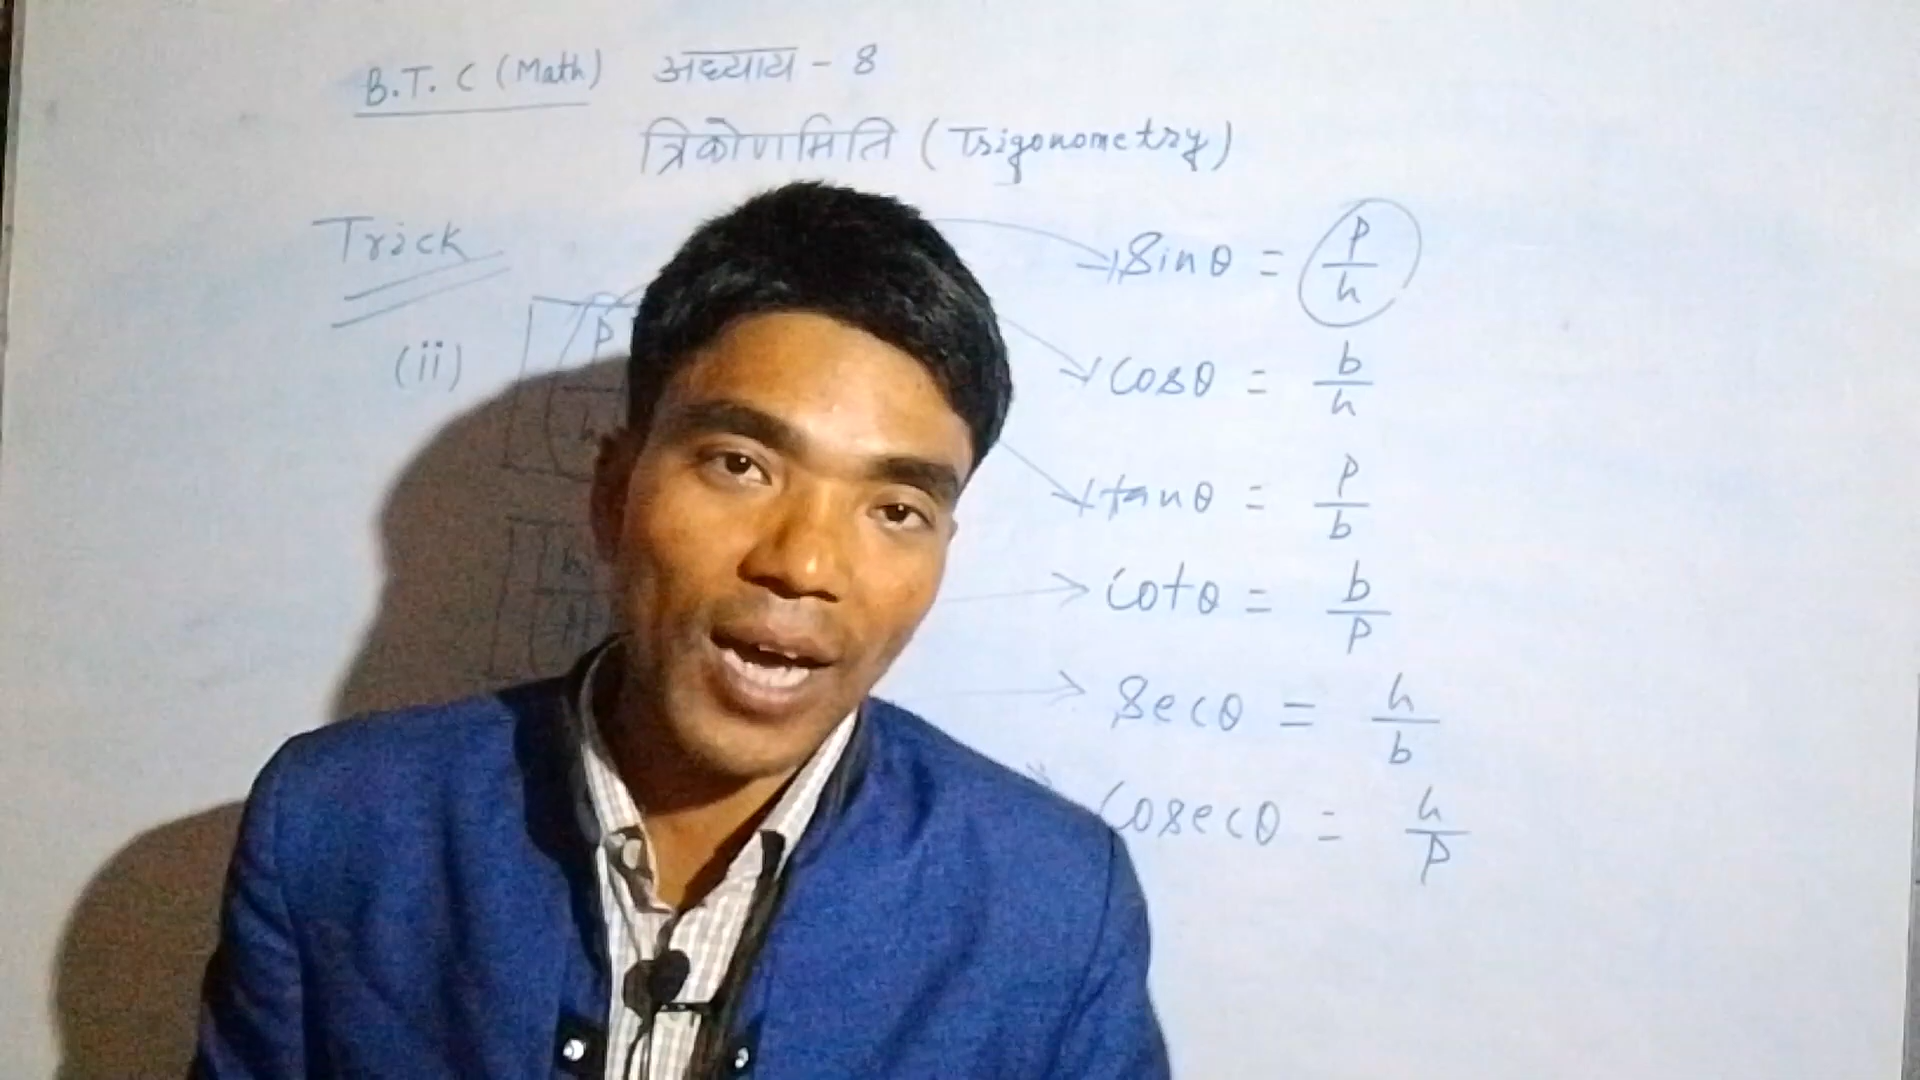 B.T.C (Math) अध्याय - 8
त्रिकोणमिति (Trigonometry)
Trick
(ii)
p
h
Sinθ = p/h
cosθ = b/h
tanθ = p/b
cotθ = b/p
Secθ = h/b
Cosecθ = h/p